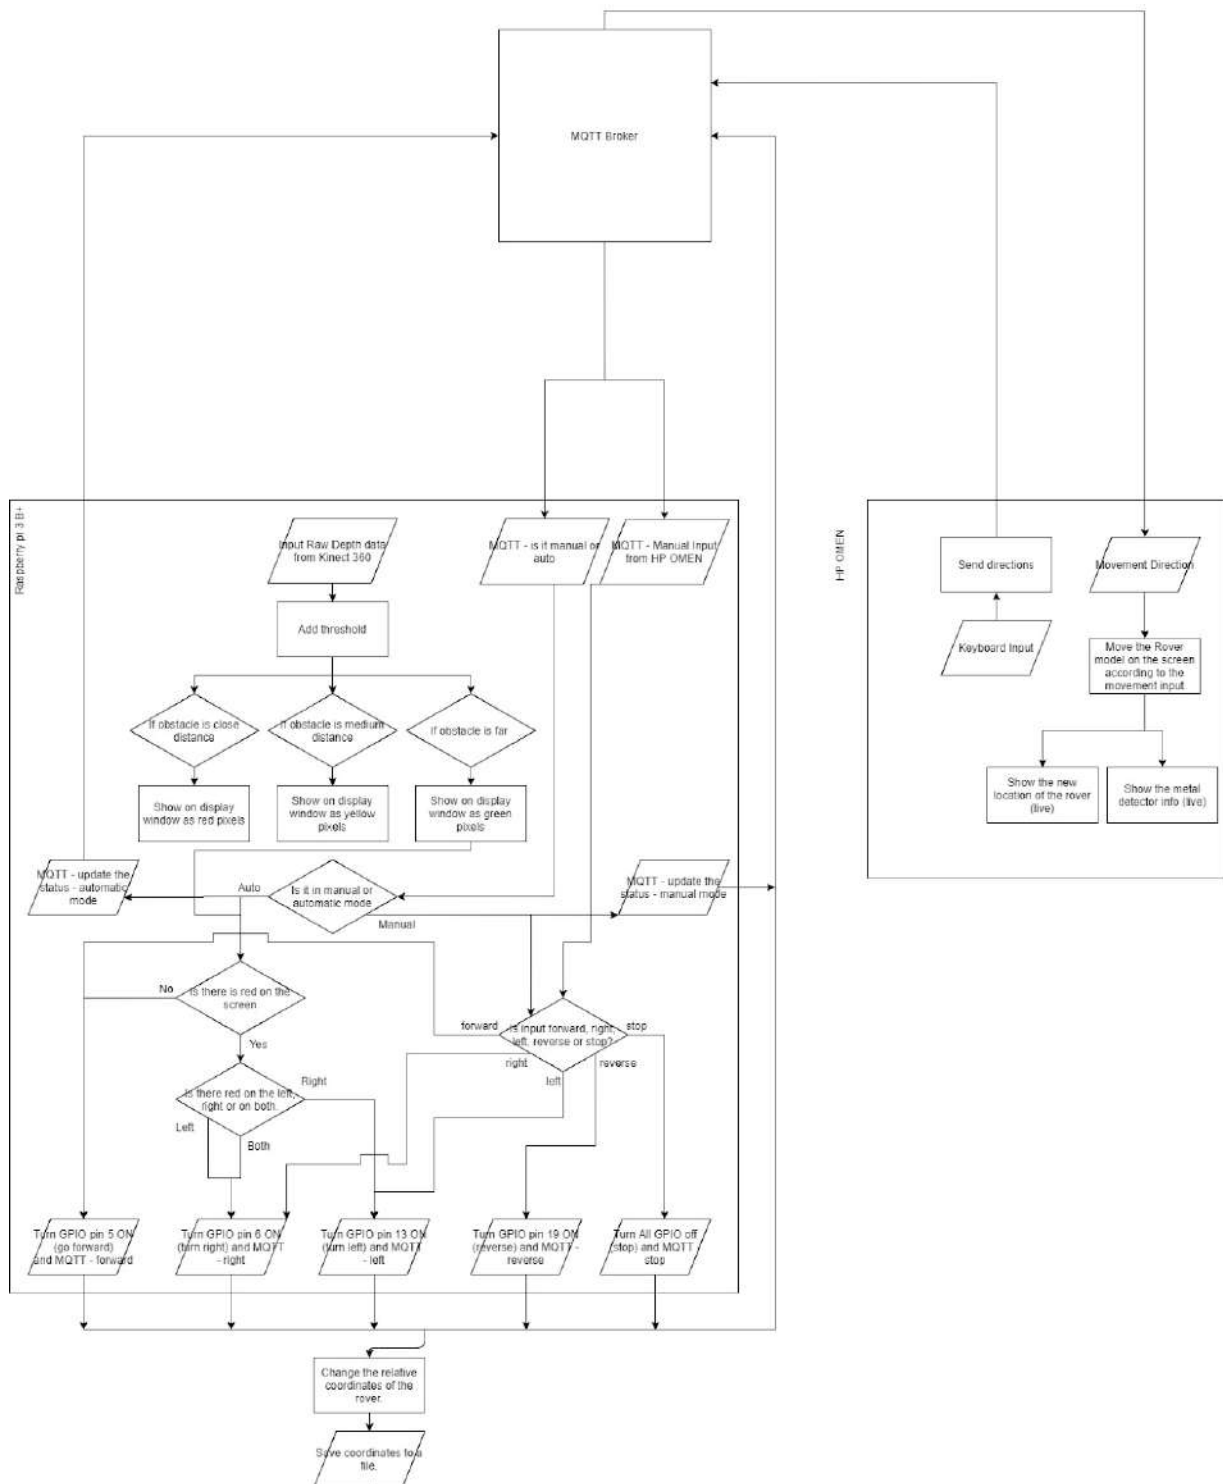 MQTT Broker
Raspberry pi 3 B+
Input Raw Depth data
from Kinect 360
MQTT - is it manual or
auto
MQTT - Manual Input
from HP OMEN
HP OMEN
Send directions
Movement Direction
Keyboard Input
Move the Rover
model on the screen
according to the
movement input
Show the new
location of the rover
(live)
Show the metal
detector info (live)
Add threshold
If obstacle is close
distance
If obstacle is medium
distance
If obstacle is far
Show on display
window as red pixels
Show on display
window as yellow
pixels
Show on display
window as green
pixels
MQTT - update the
status - automatic
mode
Auto
Is it in manual or
automatic mode
Manual
MQTT - update the
status - manual mode
No
Is there is red on the
screen
Yes
forward
Is input forward, right,
left, reverse or stop?
stop
right
left
reverse
Is there red on the left,
right or on both.
Right
Left
Both
Turn GPIO pin 5 ON
(go forward)
and MQTT - forward
Turn GPIO pin 6 ON
(turn right) and MQTT
- right
Turn GPIO pin 13 ON
(turn left) and MQTT
- left
Turn GPIO pin 19 ON
(reverse) and MQTT -
reverse
Turn All GPIO off
(stop) and MQTT -
stop
Change the relative
coordinates of the
rover.
Save coordinates to a
file.